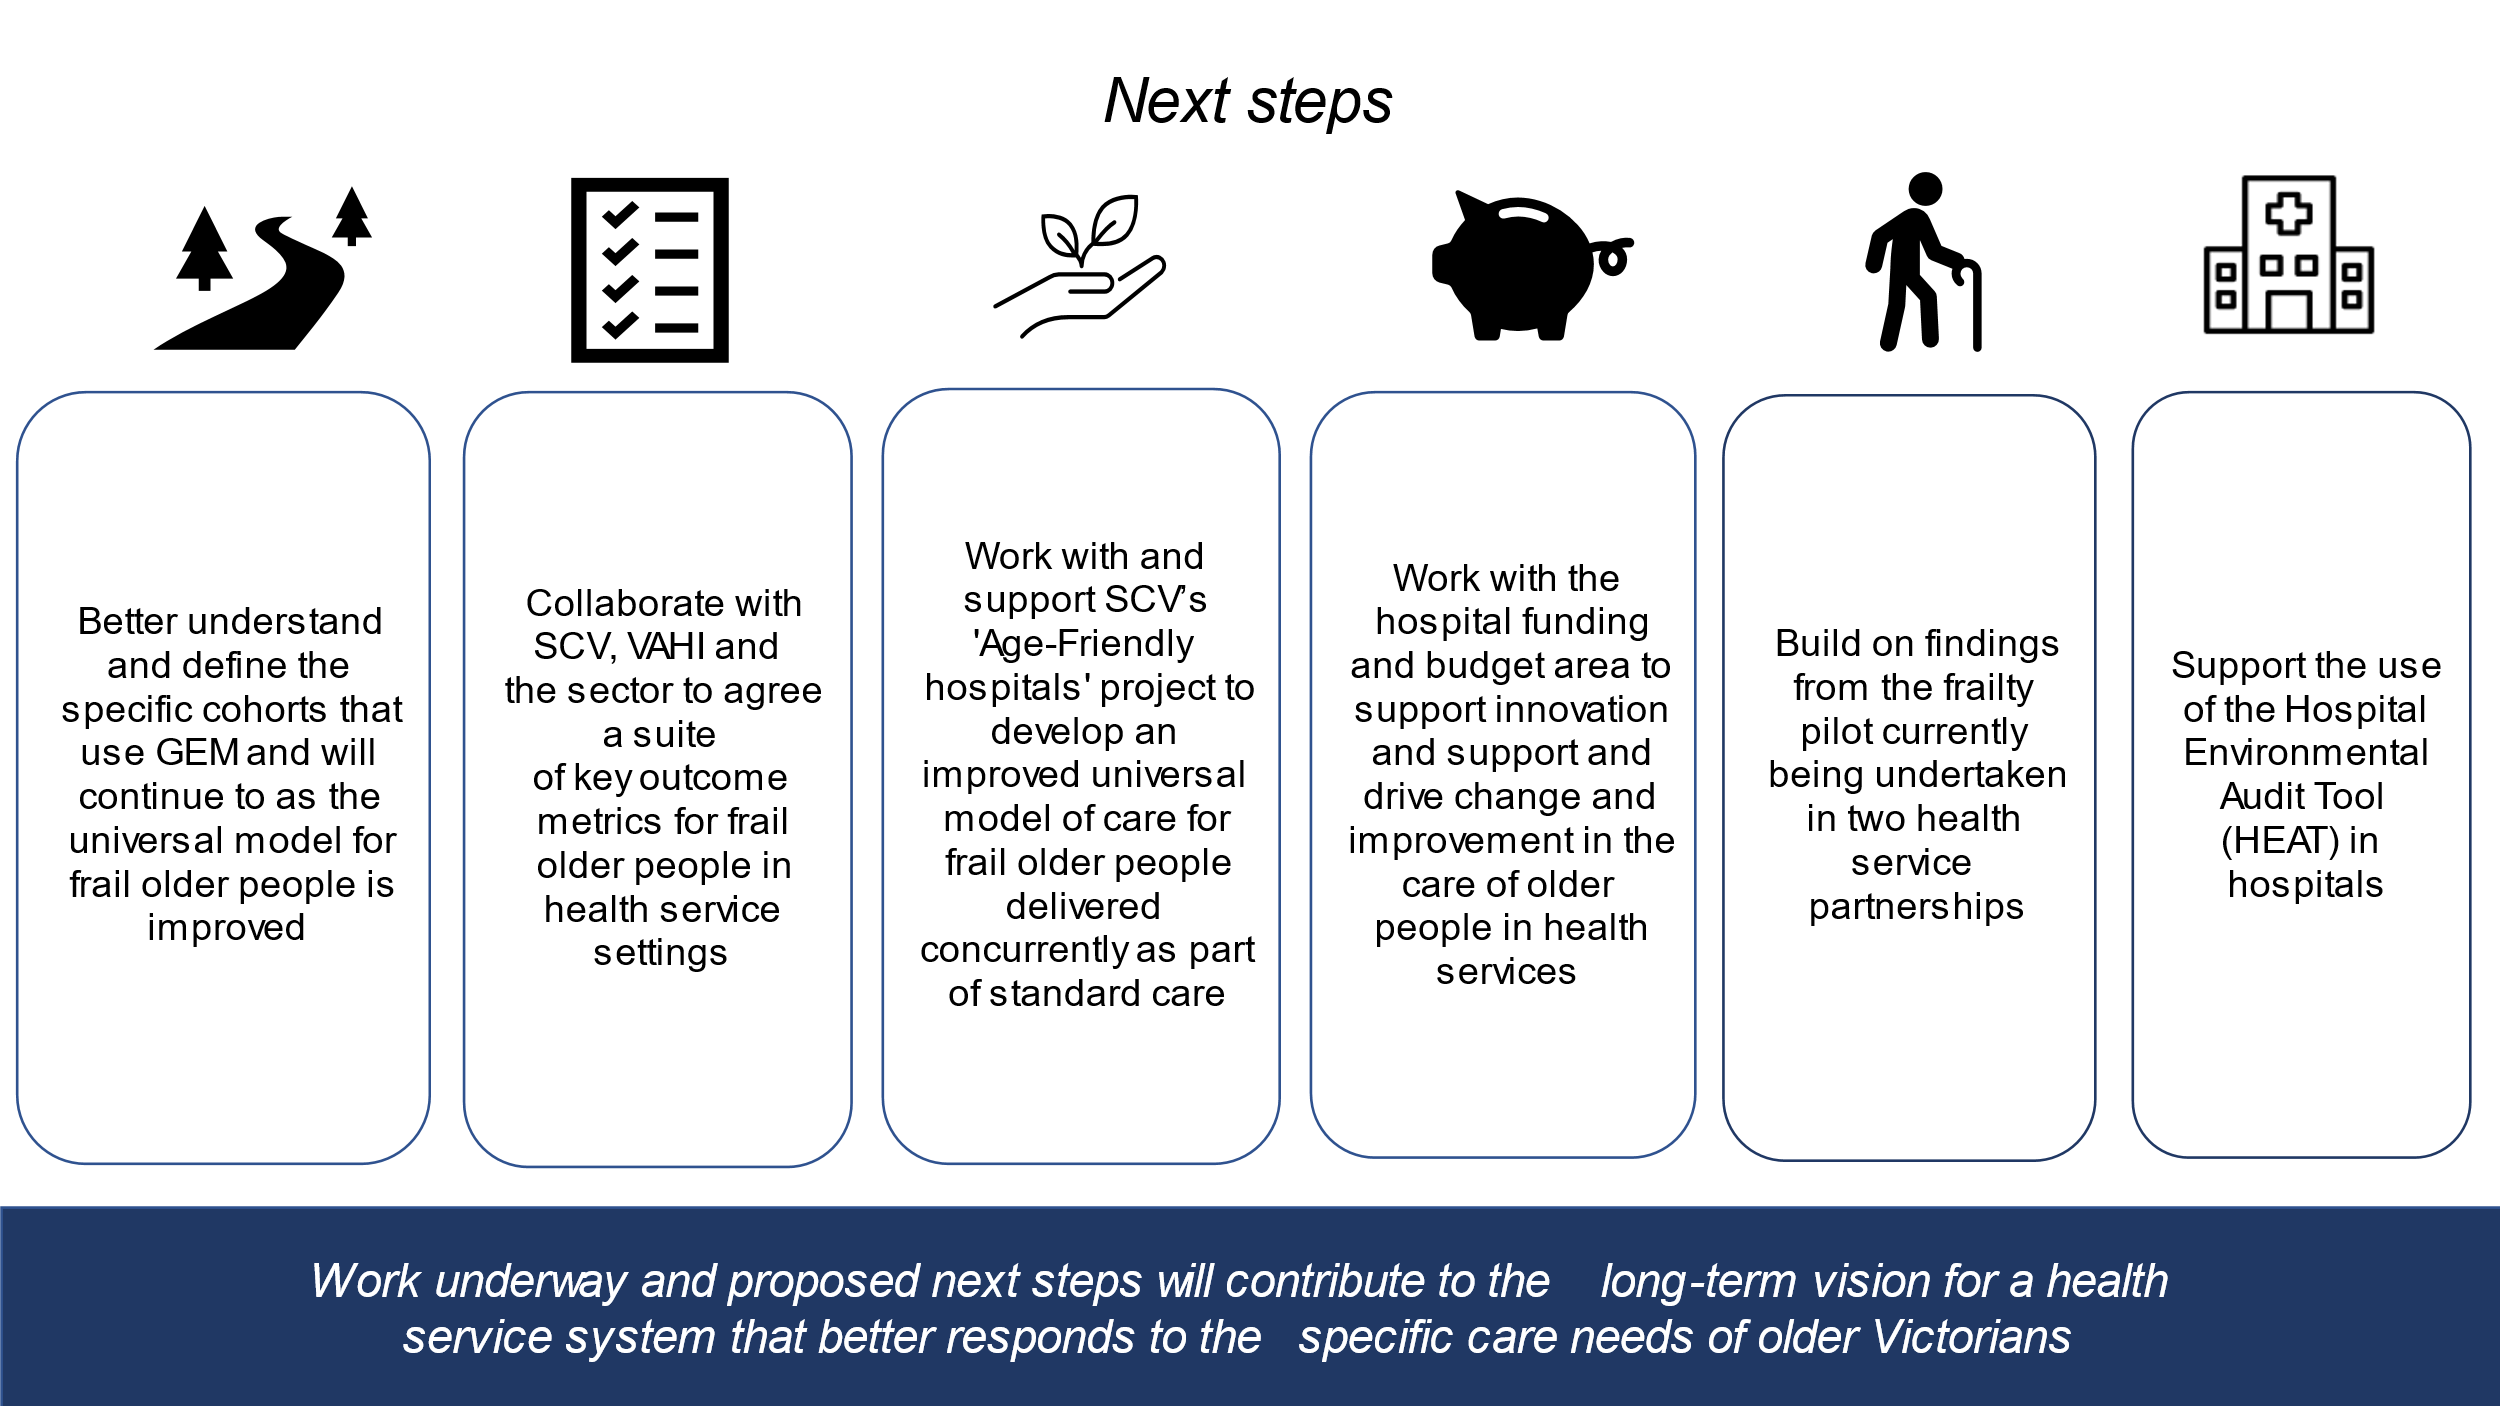 Next steps
Better understand
and define the
specific cohorts that
use GEM and will
continue to as the
universal model for
frail older people is
improved
Collaborate with
SCV, VAHI and
the sector to agree
a suite
of key outcome
metrics for frail
older people in
health service
settings
Work with and
support SCV’s
'Age-Friendly
hospitals' project to
develop an
improved universal
model of care for
frail older people
delivered
concurrently as part
of standard care
Work with the
hospital funding
and budget area to
support innovation
and support and
drive change and
improvement in the
care of older
people in health
services
Build on findings
from the frailty
pilot currently
being undertaken
in two health
service
partnerships
Support the use
of the Hospital
Environmental
Audit Tool
(HEAT) in
hospitals
Work underway and proposed next steps will contribute to the long-term vision for a health
service system that better responds to the specific care needs of older Victorians